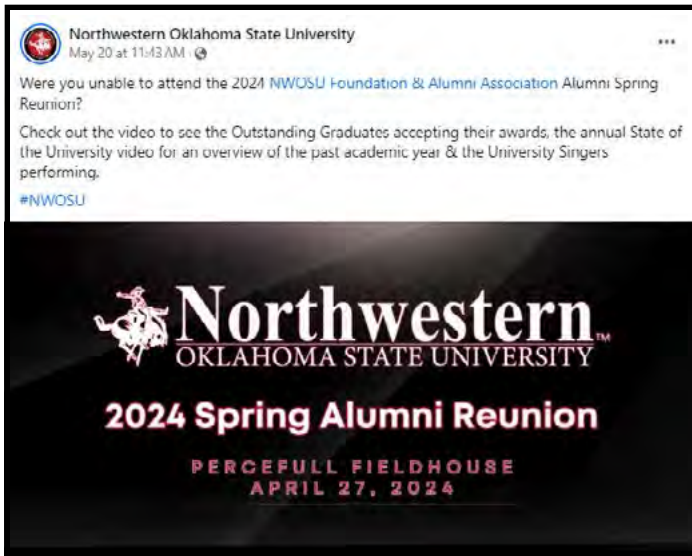 Northwestern Oklahoma State University
May 20 at 11:43 AM ·
Were you unable to attend the 2024 NWOSU Foundation & Alumni Association Alumni Spring
Reunion?
Check out the video to see the Outstanding Graduates accepting their awards, the annual State of
the University video for an overview of the past academic year & the University Singers
performing.
#NWOSU
Northwestern™
OKLAHOMA STATE UNIVERSITY
2024 Spring Alumni Reunion
PERCEFULL FIELDHOUSE
APRIL 27, 2024